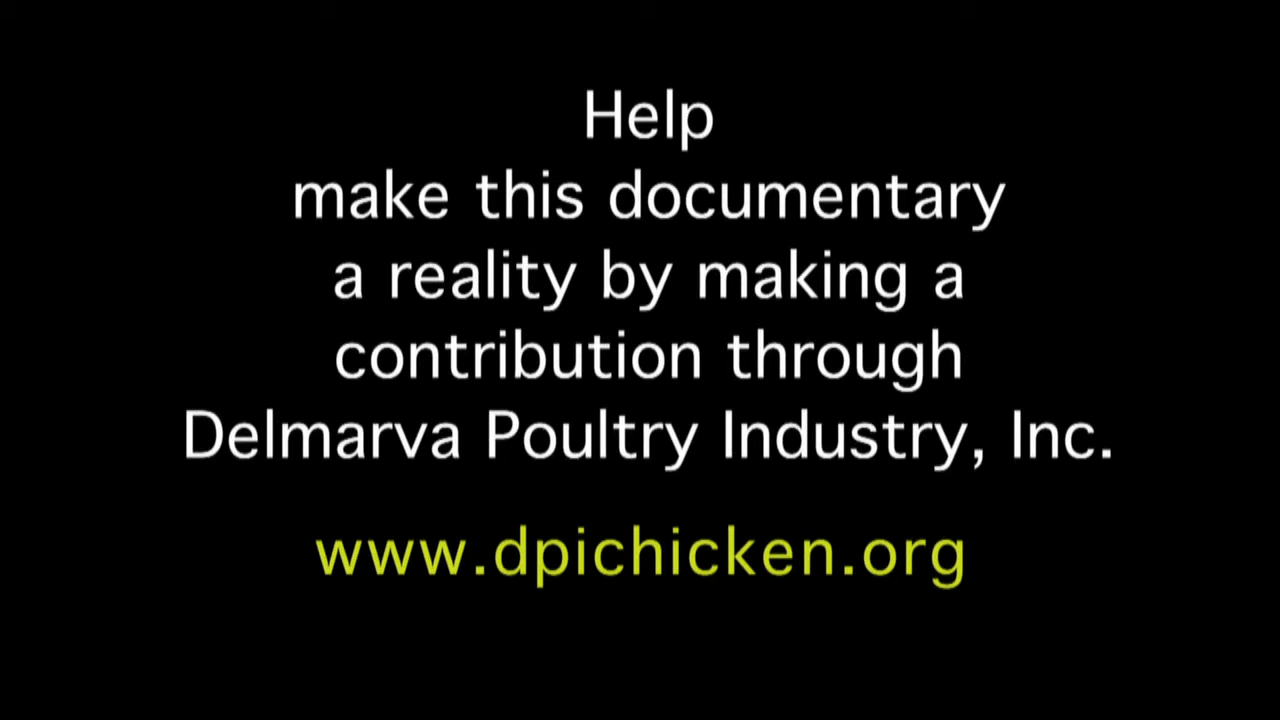 Help
make this documentary
a reality by making a
contribution through
Delmarva Poultry Industry, Inc.
www.dpichicken.org